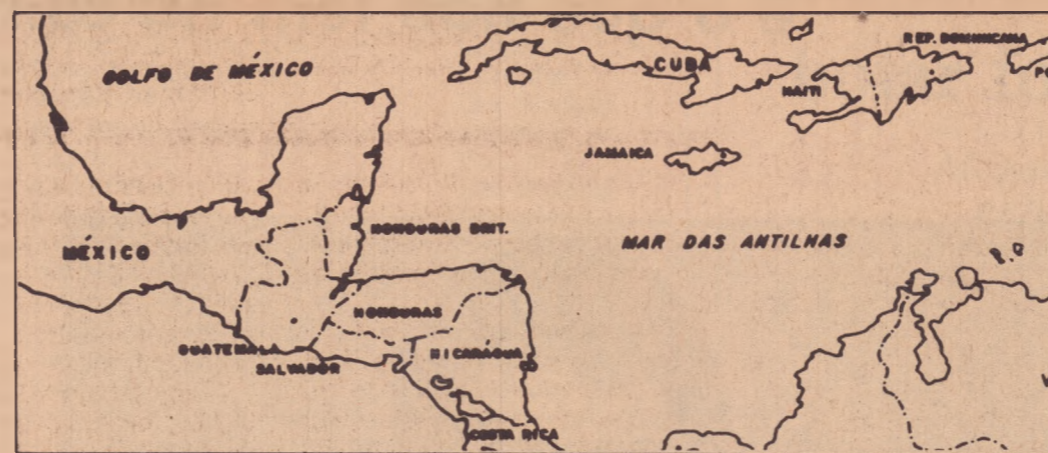 REP. DOMINICANA
GOLFO DE MÉXICO
CUBA
HAITI
JAMAICA
HONDURAS BRIT.
MÉXICO
MAR DAS ANTILHAS
HONDURAS
GUATEMALA
NICARÁGUA
SALVADOR
COSTA RICA